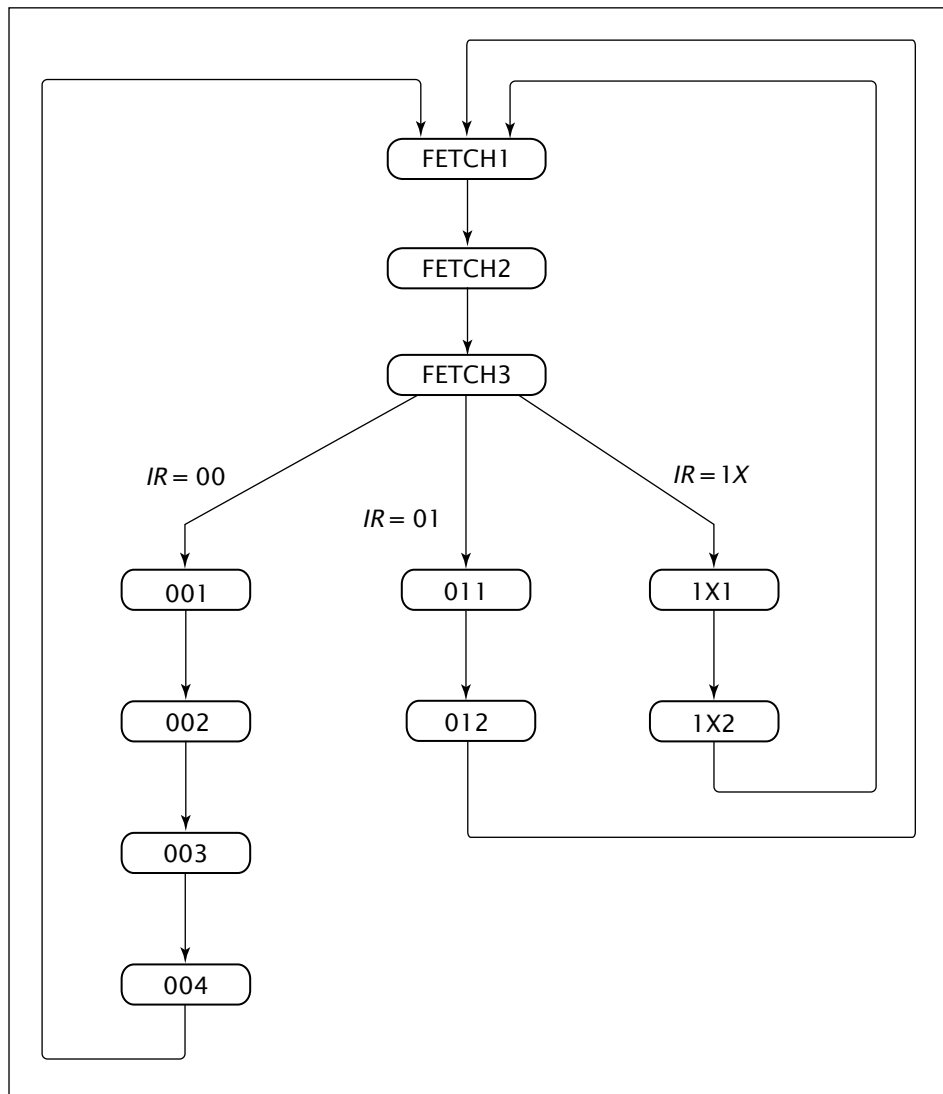 FETCH1
FETCH2
FETCH3
IR = 00
IR = 01
IR = 1X
001
011
1X1
002
012
1X2
003
004